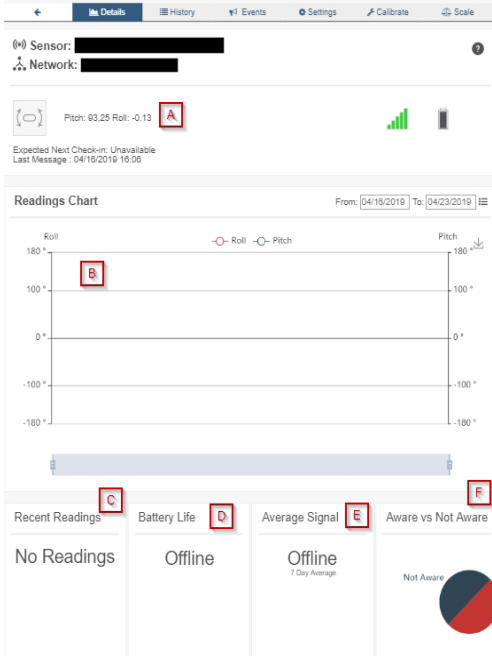 Details History Events Settings Calibrate Scale
Sensor:
Network:
?
Pitch: 93.25 Roll: -0.13 A
Expected Next Check-in: Unavailable
Last Message : 04/16/2019 16:06
Readings Chart From: 04/16/2019 To: 04/23/2019
Roll Roll Pitch Pitch
180 ° 180 °
B
100 ° 100 °
0 ° 0 °
-100 ° -100 °
-180 ° -180 °
C D E F
Recent Readings Battery Life Average Signal Aware vs Not Aware
No Readings Offline Offline
7 Day Average
Not Aware